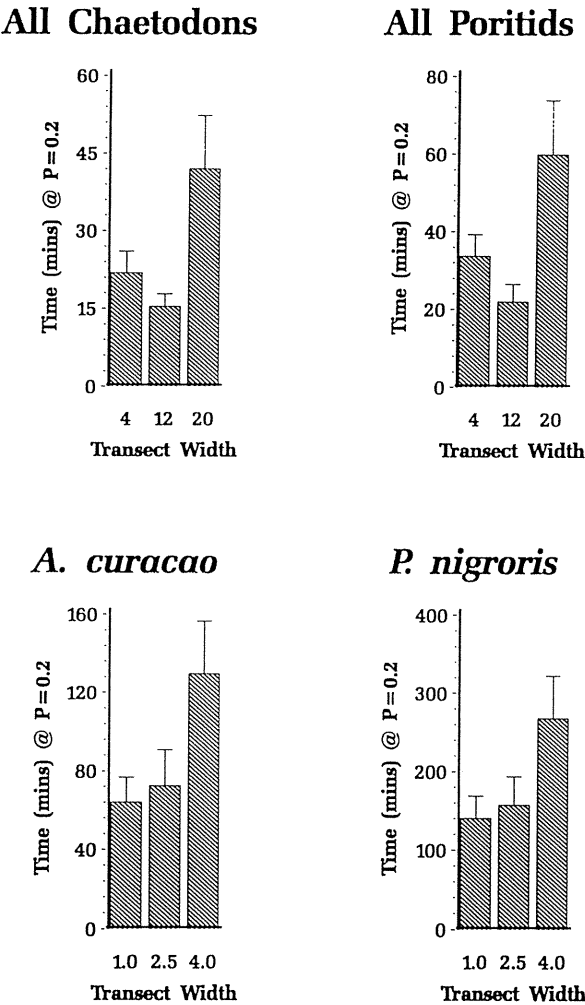 All Chaetodons
60
45
30
15
0
Time (mins) @ P=0.2
4 12 20
Transect Width
All Poritids
80
60
40
20
0
Time (mins) @ P=0.2
4 12 20
Transect Width
A. curacao
160
120
80
40
0
Time (mins) @ P=0.2
1.0 2.5 4.0
Transect Width
P. nigroris
400
300
200
100
0
Time (mins) @ P=0.2
1.0 2.5 4.0
Transect Width